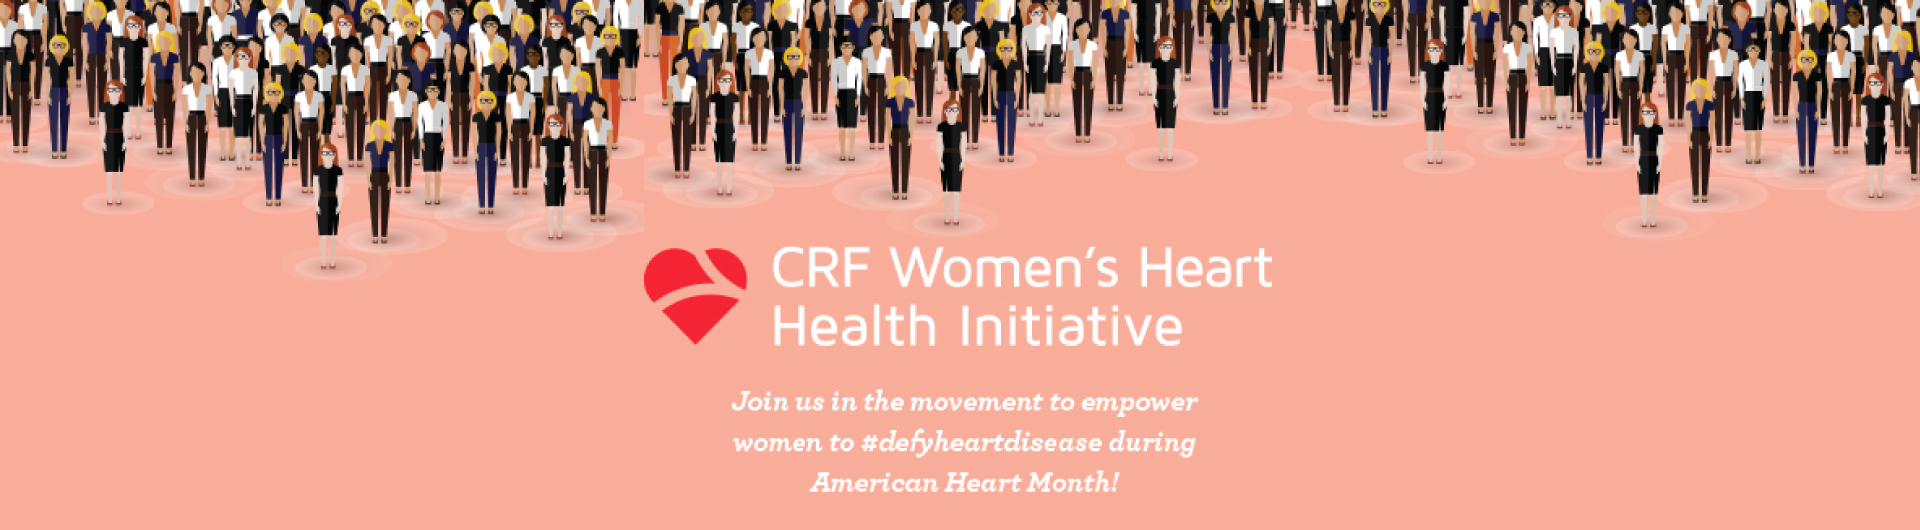 CRF Women’s Heart
Health Initiative
Join us in the movement to empower
women to #defyheartdisease during
American Heart Month!